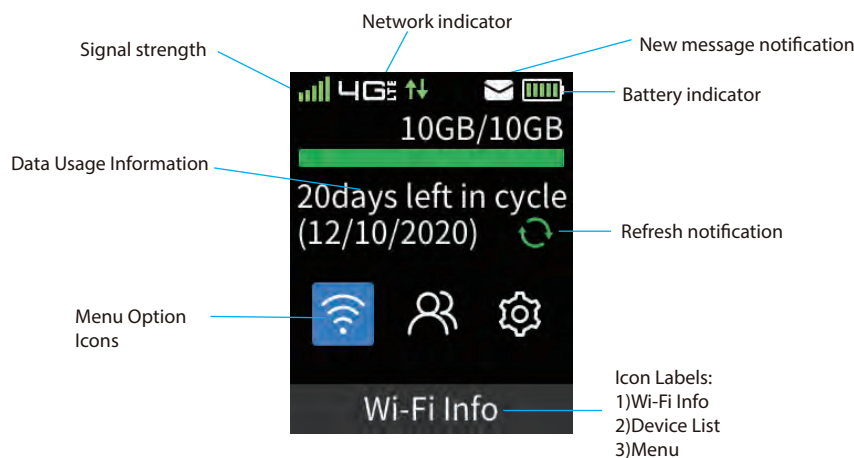 Network indicator
Signal strength
New message notification
4G LTE
Battery indicator
10GB/10GB
Data Usage Information
20days left in cycle
(12/10/2020)
Refresh notification
Menu Option
Icons
Wi-Fi Info
Icon Labels:
1)Wi-Fi Info
2)Device List
3)Menu